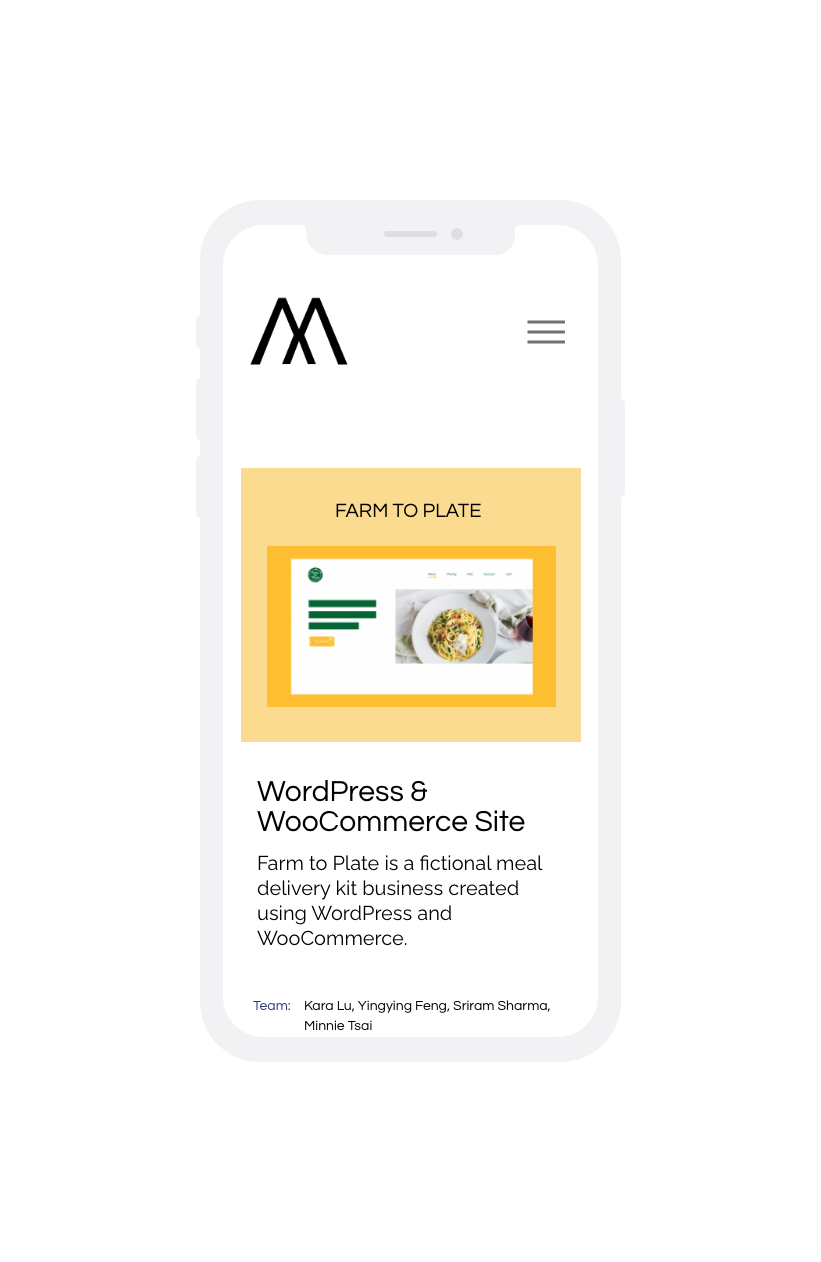 FARM TO PLATE
WordPress &
WooCommerce Site
Farm to Plate is a fictional meal
delivery kit business created
using WordPress and
WooCommerce.
Team: Kara Lu, Yingying Feng, Sriram Sharma,
Minnie Tsai